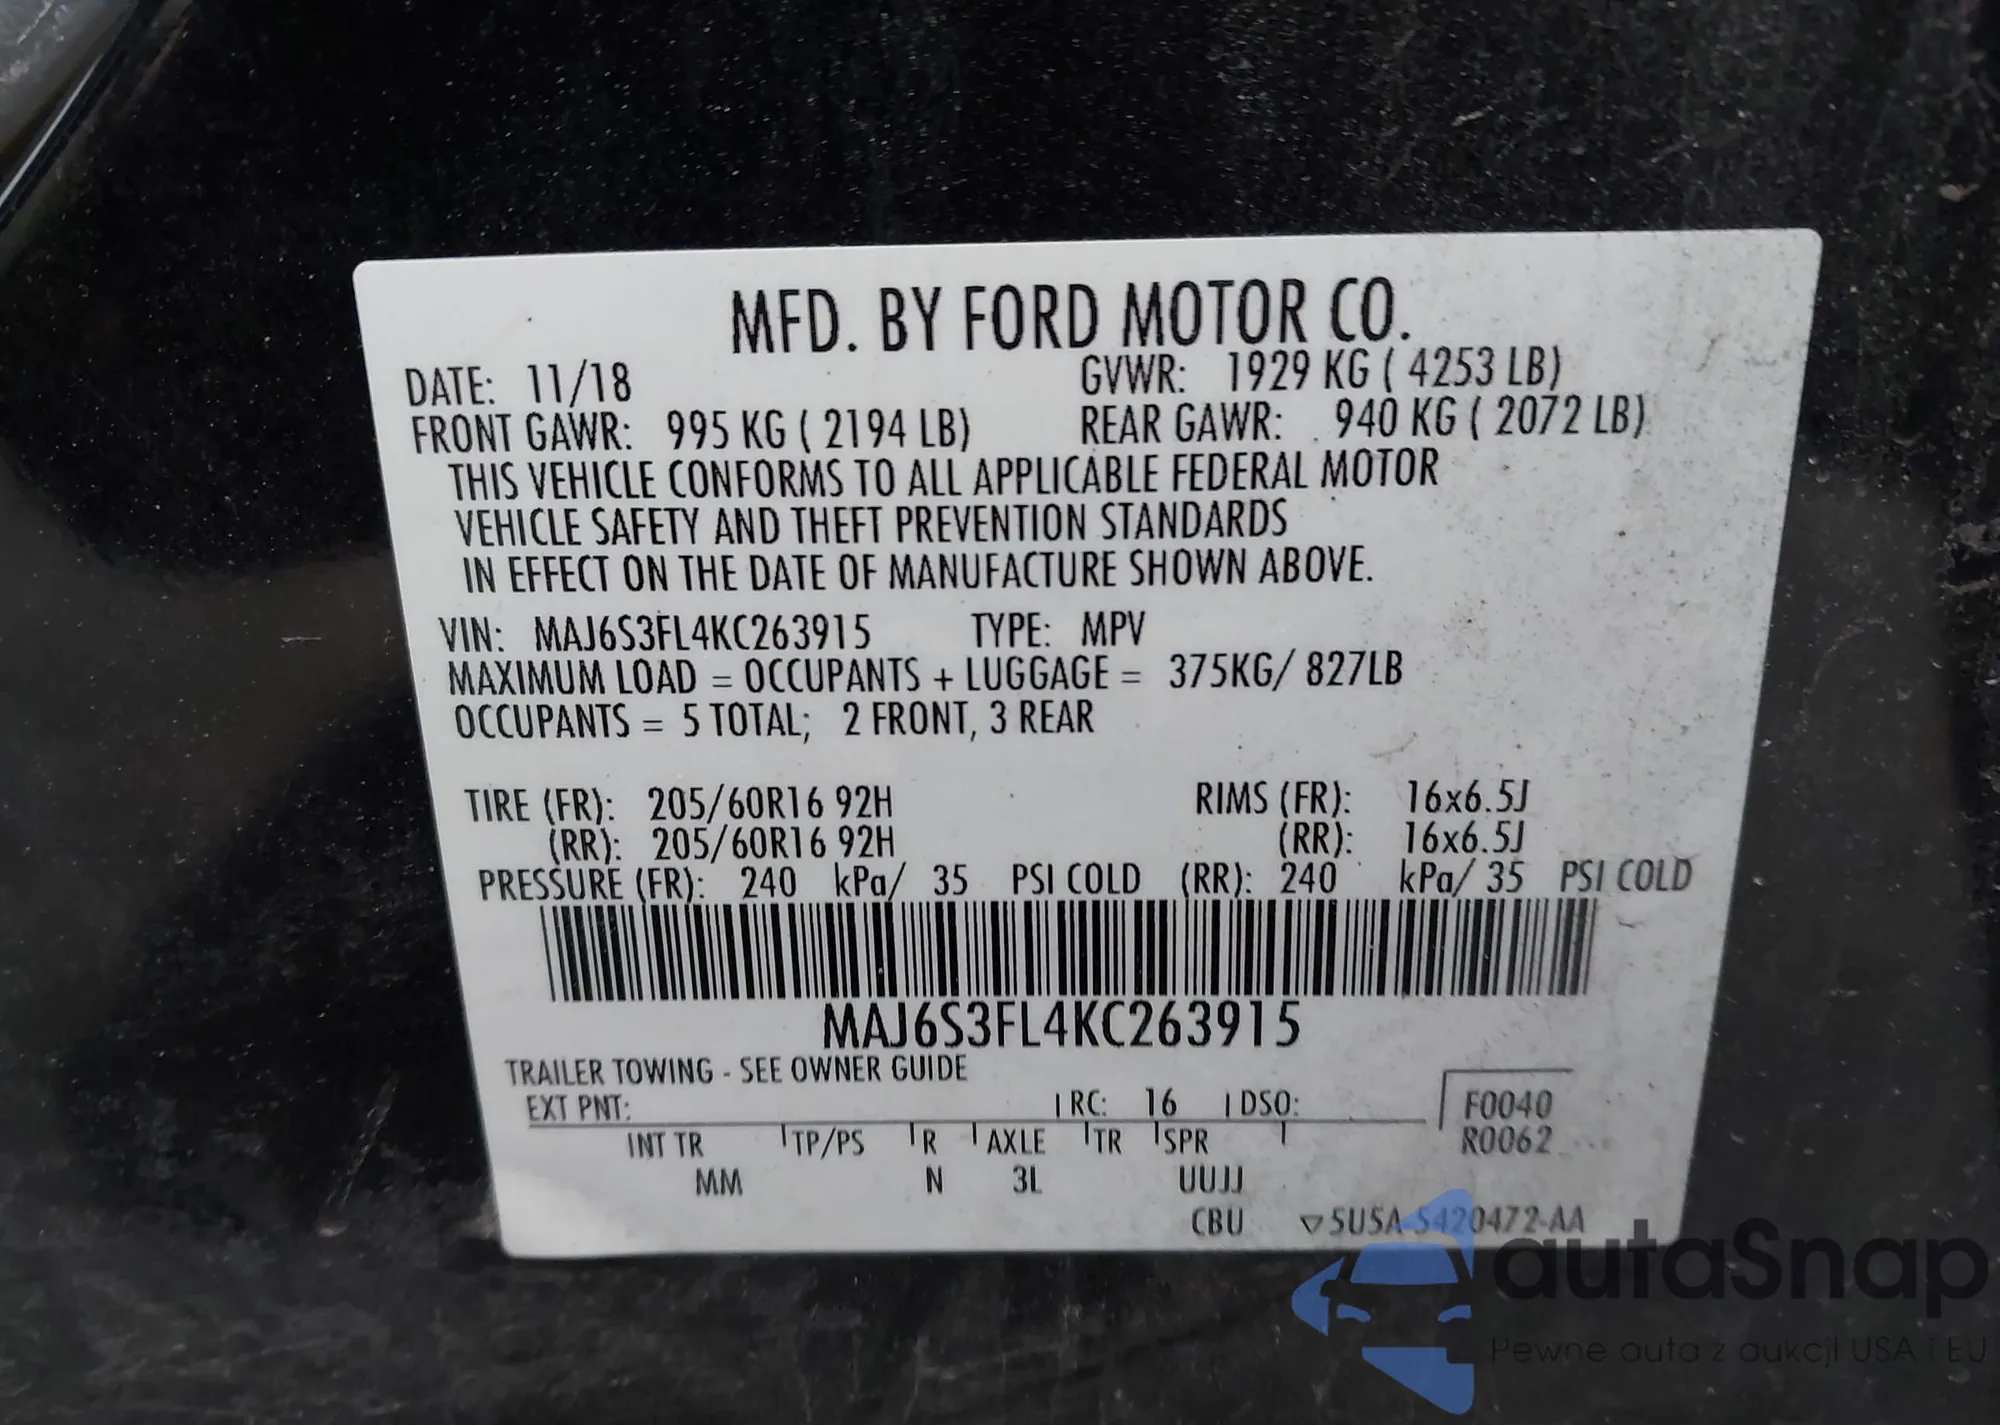 MFD. BY FORD MOTOR CO.
DATE: 11/18 GVWR: 1929 KG ( 4253 LB)
FRONT GAWR: 995 KG ( 2194 LB) REAR GAWR: 940 KG ( 2072 LB)
THIS VEHICLE CONFORMS TO ALL APPLICABLE FEDERAL MOTOR
VEHICLE SAFETY AND THEFT PREVENTION STANDARDS
IN EFFECT ON THE DATE OF MANUFACTURE SHOWN ABOVE.
VIN: MAJ6S3FL4KC263915 TYPE: MPV
MAXIMUM LOAD = OCCUPANTS + LUGGAGE = 375KG/ 827LB
OCCUPANTS = 5 TOTAL; 2 FRONT, 3 REAR
TIRE (FR): 205/60R16 92H RIMS (FR): 16x6.5J
(RR): 205/60R16 92H (RR): 16x6.5J
PRESSURE (FR): 240 kPa/ 35 PSI COLD (RR): 240 kPa/ 35 PSI COLD
MAJ6S3FL4KC263915
TRAILER TOWING - SEE OWNER GUIDE
EXT PNT: RC: 16 DSO: F0040
INT TR TP/PS R AXLE TR SPR R0062
MM N 3L UUJJ
CBU ▽5U5A-5420472-AA
autaSnap
Pewne auta z aukcji USA i EU